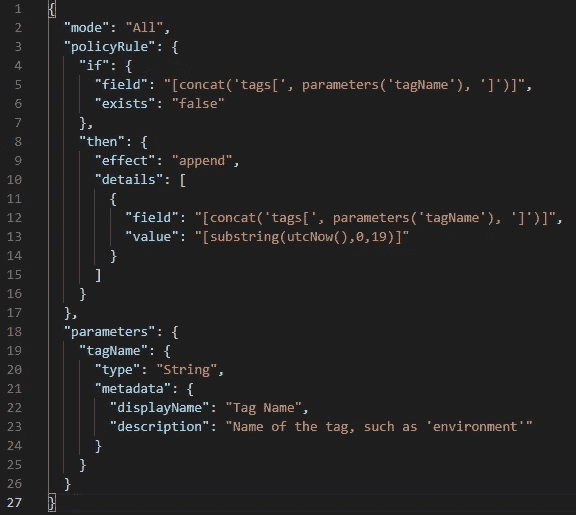 1 {
2 "mode": "All",
3 "policyRule": {
4 "if": {
5 "field": "[concat('tags[', parameters('tagName'), ']')]",
6 "exists": "false"
7 },
8 "then": {
9 "effect": "append",
10 "details": [
11 {
12 "field": "[concat('tags[', parameters('tagName'), ']')]",
13 "value": "[substring(utcNow(),0,19)]"
14 }
15 ]
16 }
17 },
18 "parameters": {
19 "tagName": {
20 "type": "String",
21 "metadata": {
22 "displayName": "Tag Name",
23 "description": "Name of the tag, such as 'environment'"
24 }
25 }
26 }
27 }